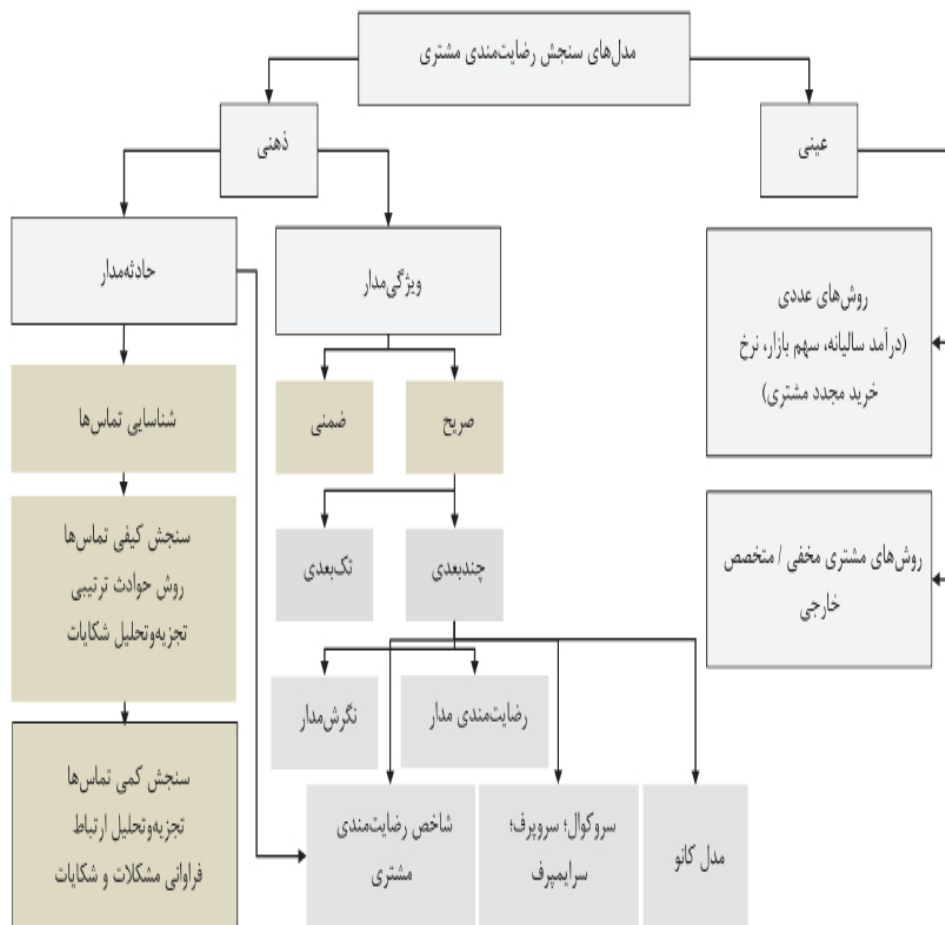 مدل‌های سنجش رضایت‌مندی مشتری
عینی
ذهنی
روش‌های عددی
(درآمد سالیانه، سهم بازار، نرخ
خرید مجدد مشتری)
روش‌های مشتری مخفی / متخصص
خارجی
ویژگی‌مدار
حادثه‌مدار
صریح
ضمنی
شناسایی تماس‌ها
چندبعدی
تک‌بعدی
سنجش کیفی تماس‌ها
روش حوادث ترتیبی
تجزیه‌وتحلیل شکایات
رضایت‌مندی مدار
نگرش‌مدار
سنجش کمی تماس‌ها
تجزیه‌وتحلیل ارتباط
فراوانی مشکلات و شکایات
مدل کانو
سروکوال؛ سروپرف؛
سرایمپرف
شاخص رضایت‌مندی
مشتری